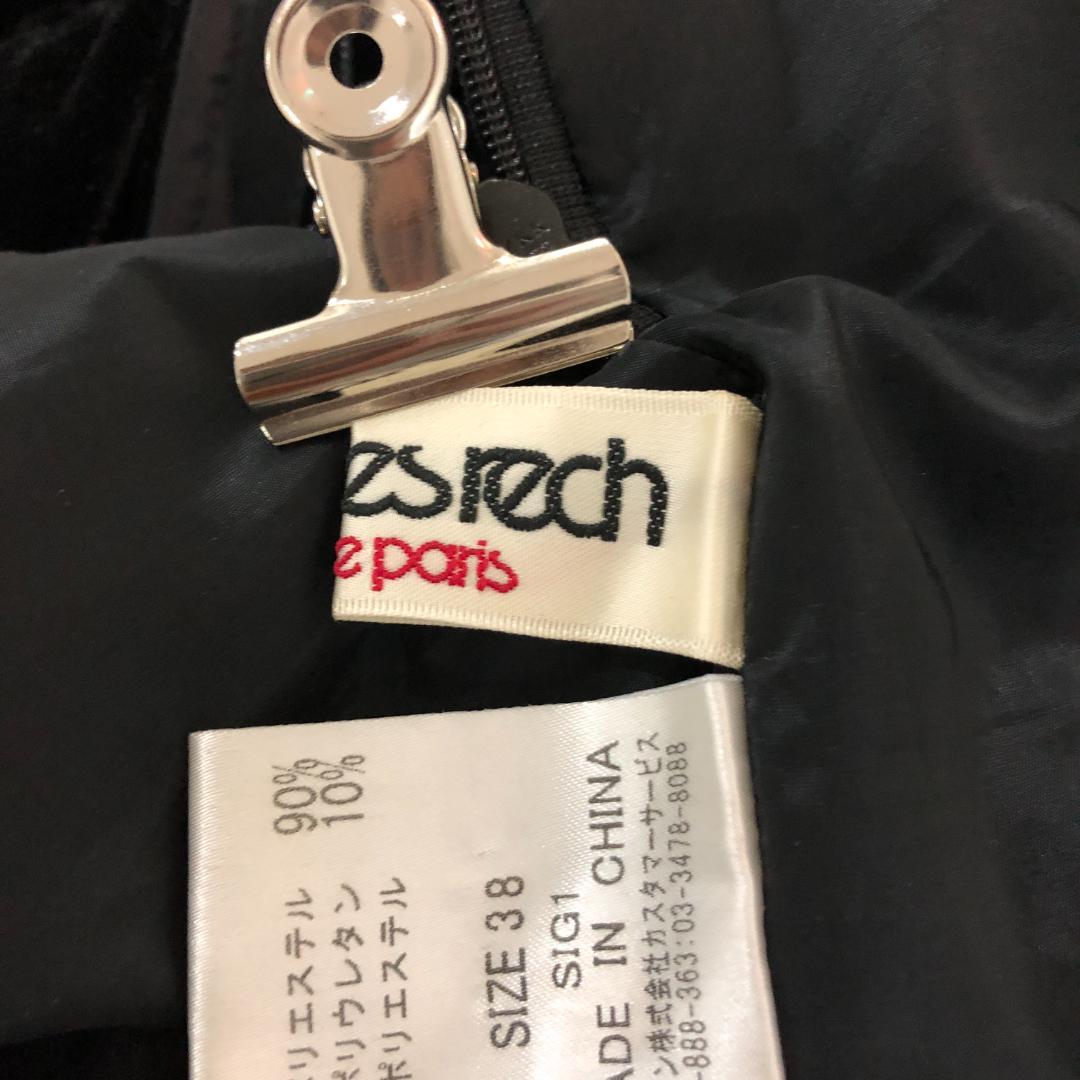 es rech
e paris
リエステル 90%
ポリウレタン 10%
ポリエステル
SIZE 38
SIG1
ADE IN CHINA
ン株式会社カスタマーサービス
-888-363:03-3478-8088